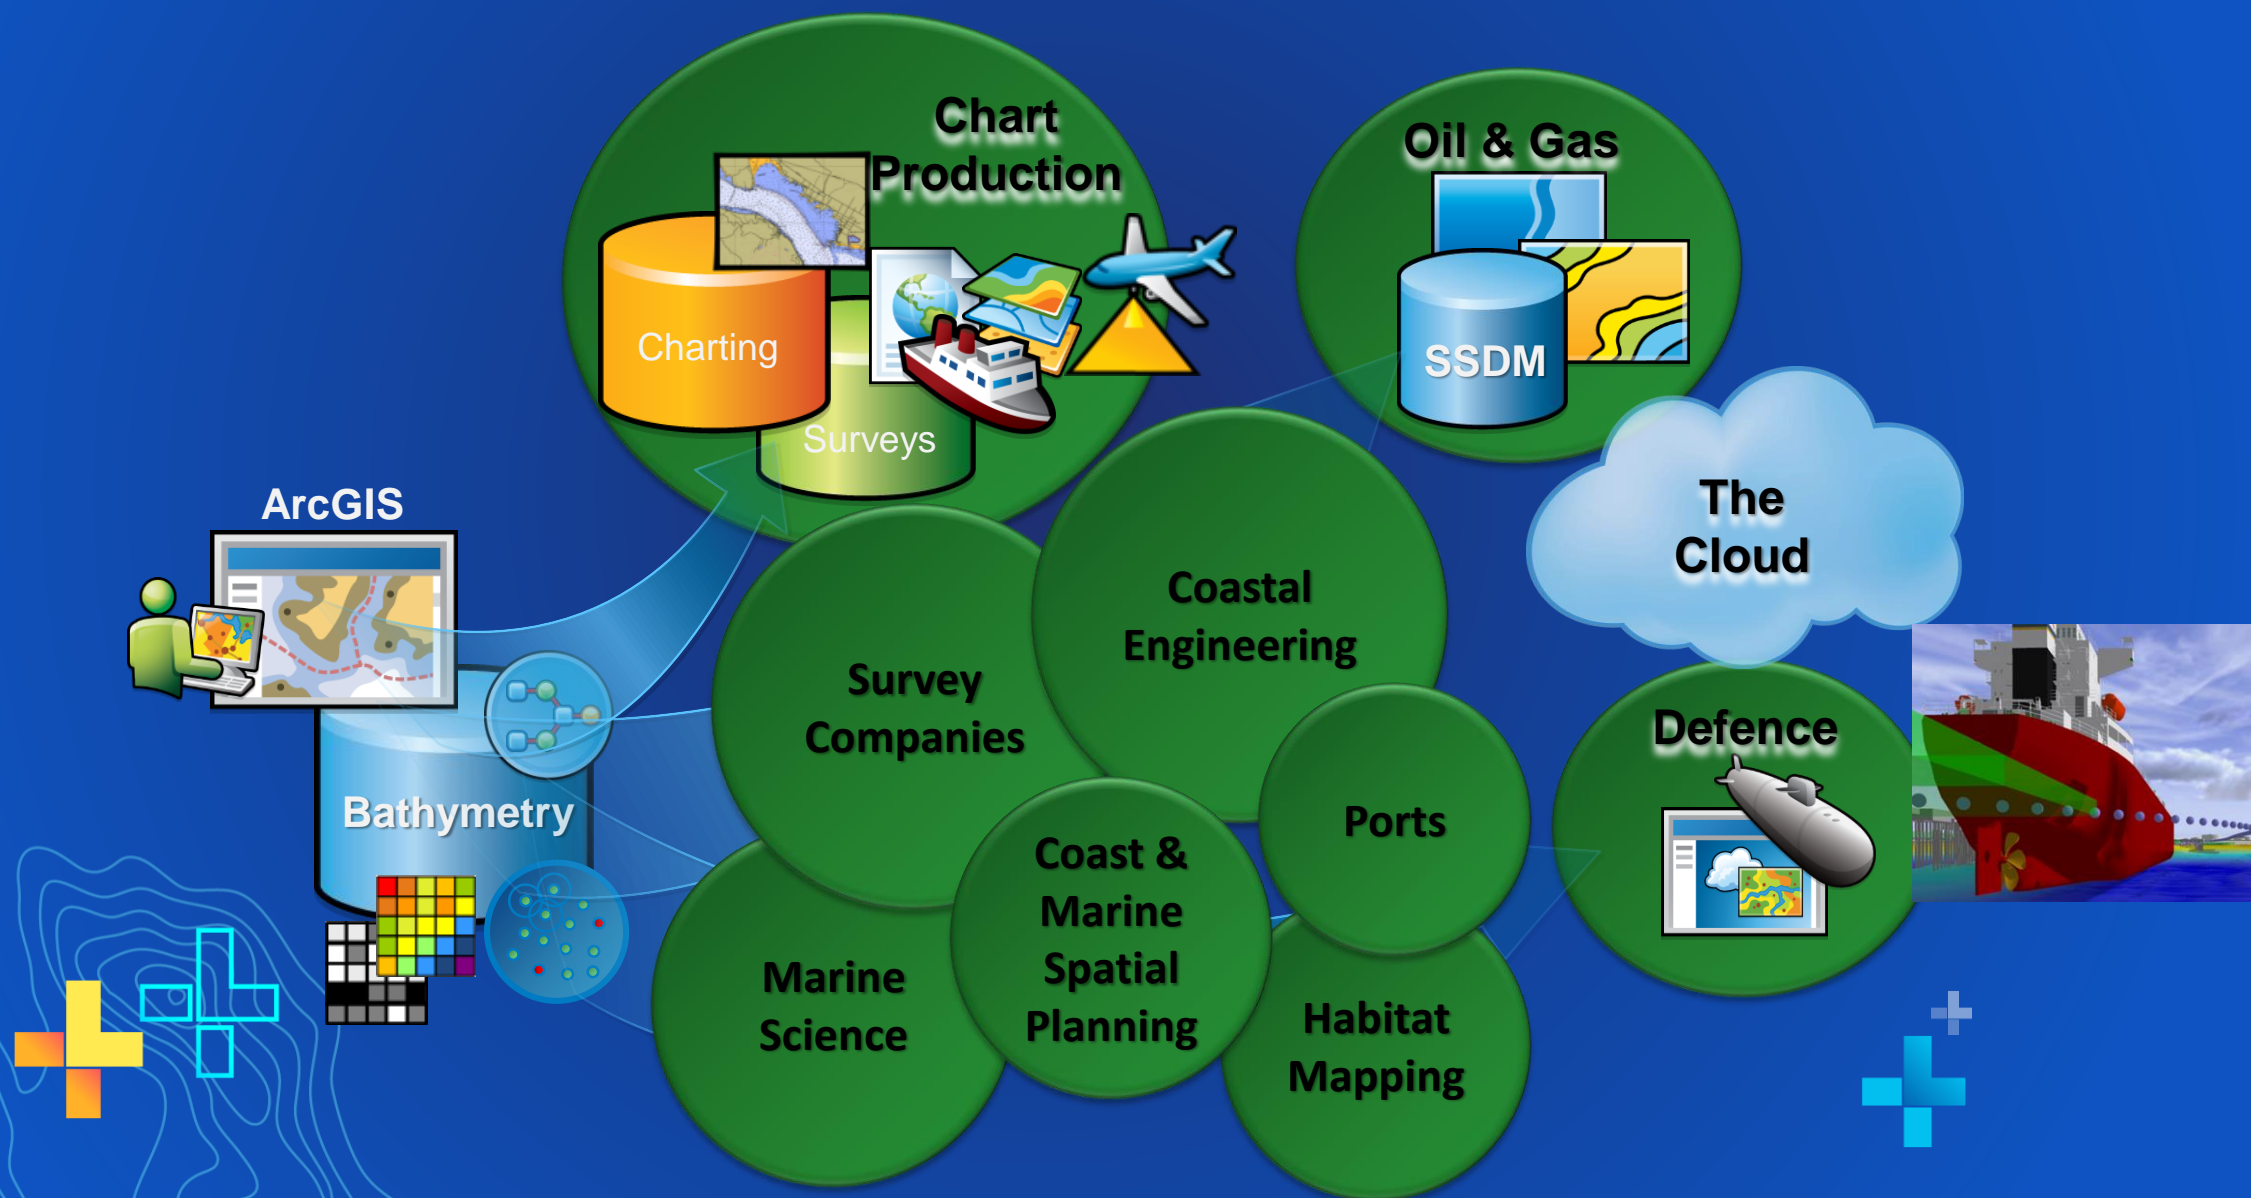 Chart
Production
Oil & Gas
Charting
SSDM
Surveys
ArcGIS
The
Cloud
Coastal
Engineering
Survey
Companies
Defence
Bathymetry
Ports
Coast &
Marine
Spatial
Planning
Marine
Science
Habitat
Mapping